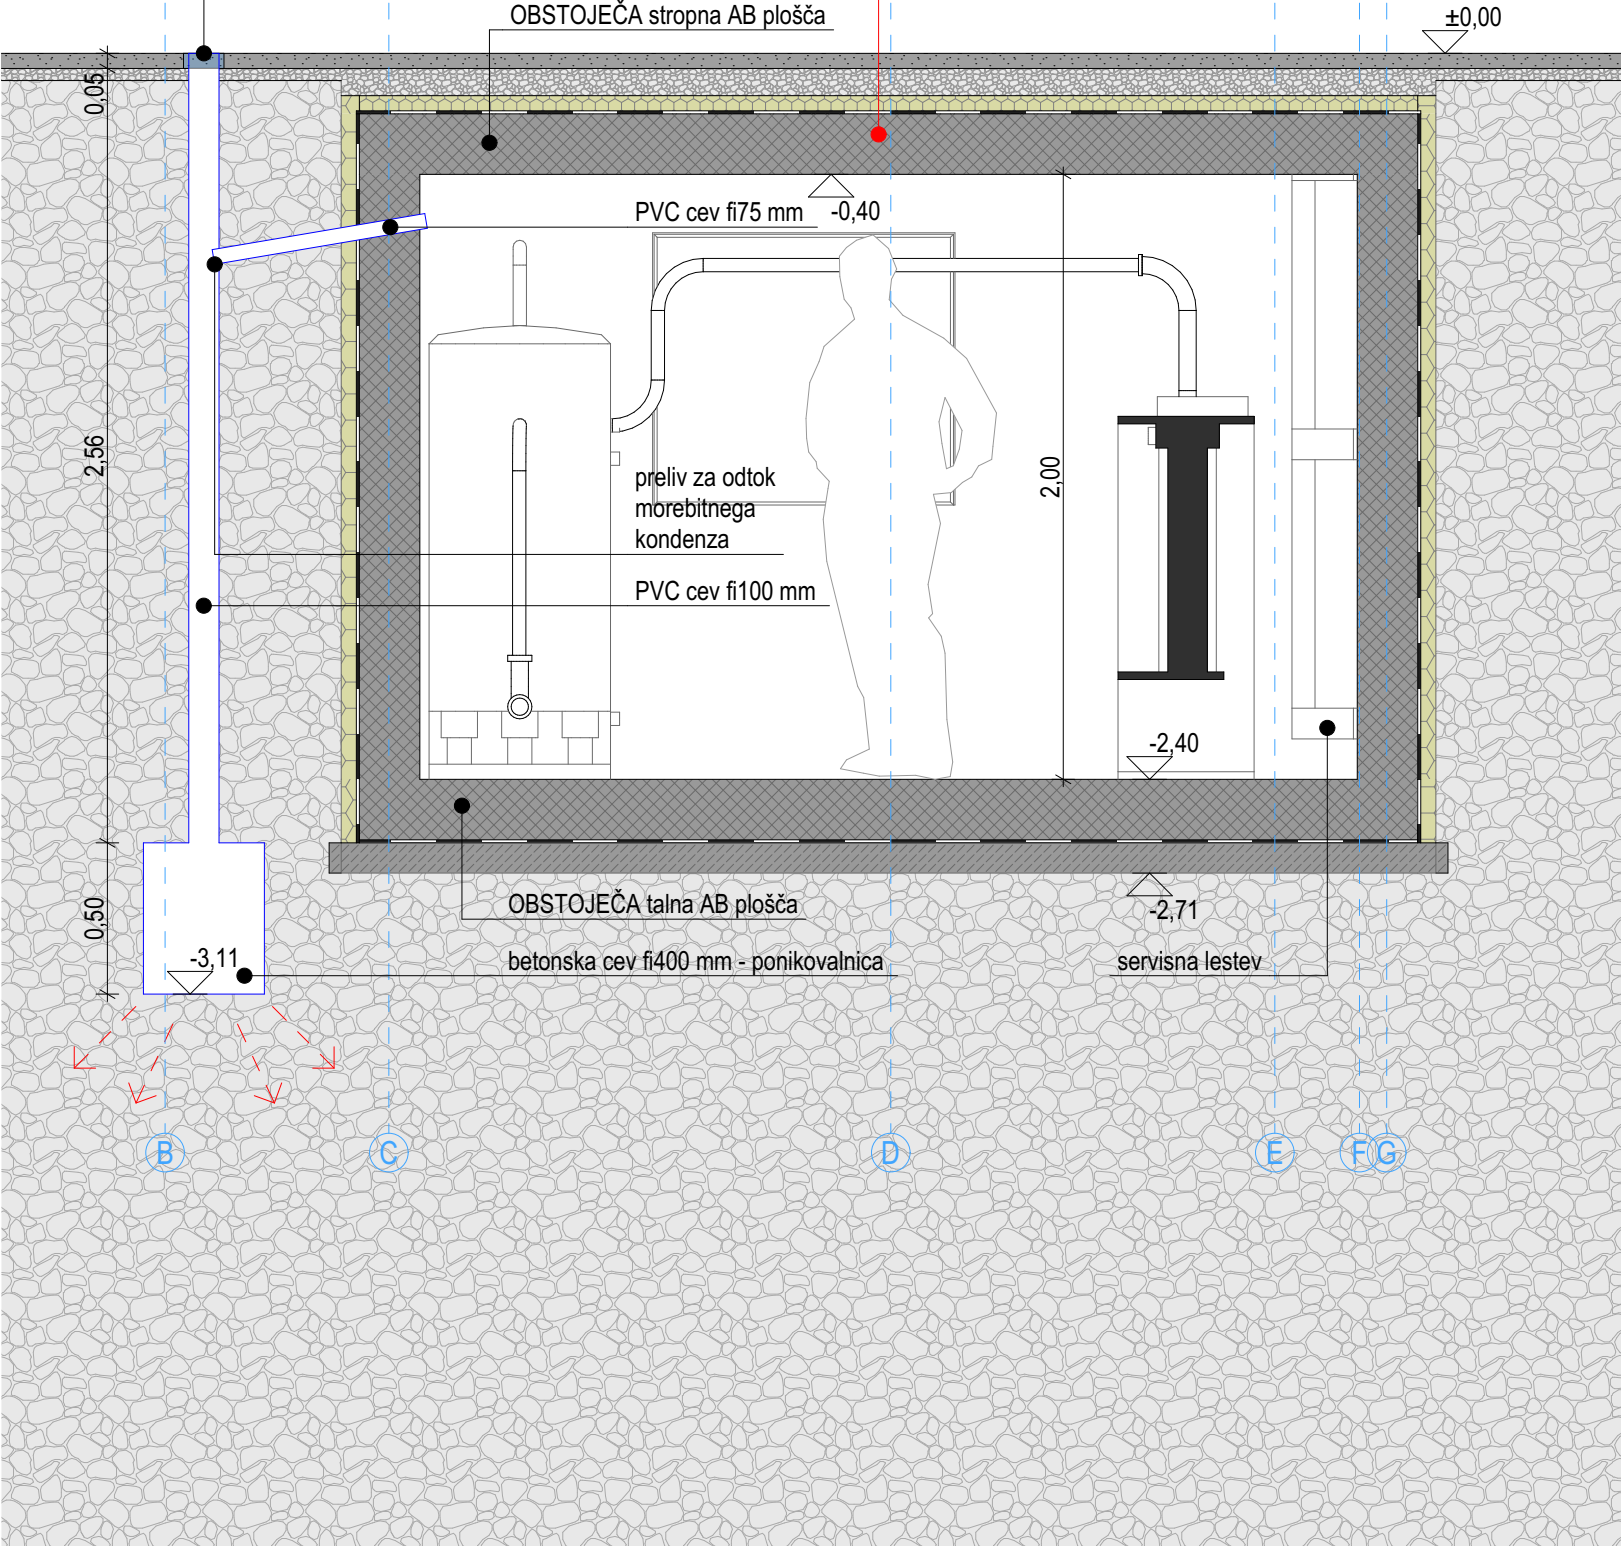 OBSTOJEČA stropna AB plošča
±0,00
0,05
PVC cev fi75 mm
-0,40
2,56
2,00
preliv za odtok
morebitnega
kondenza
PVC cev fi100 mm
-2,40
0,50
OBSTOJEČA talna AB plošča
-2,71
-3,11
betonska cev fi400 mm - ponikovalnica
servisna lestev
B C D E F G